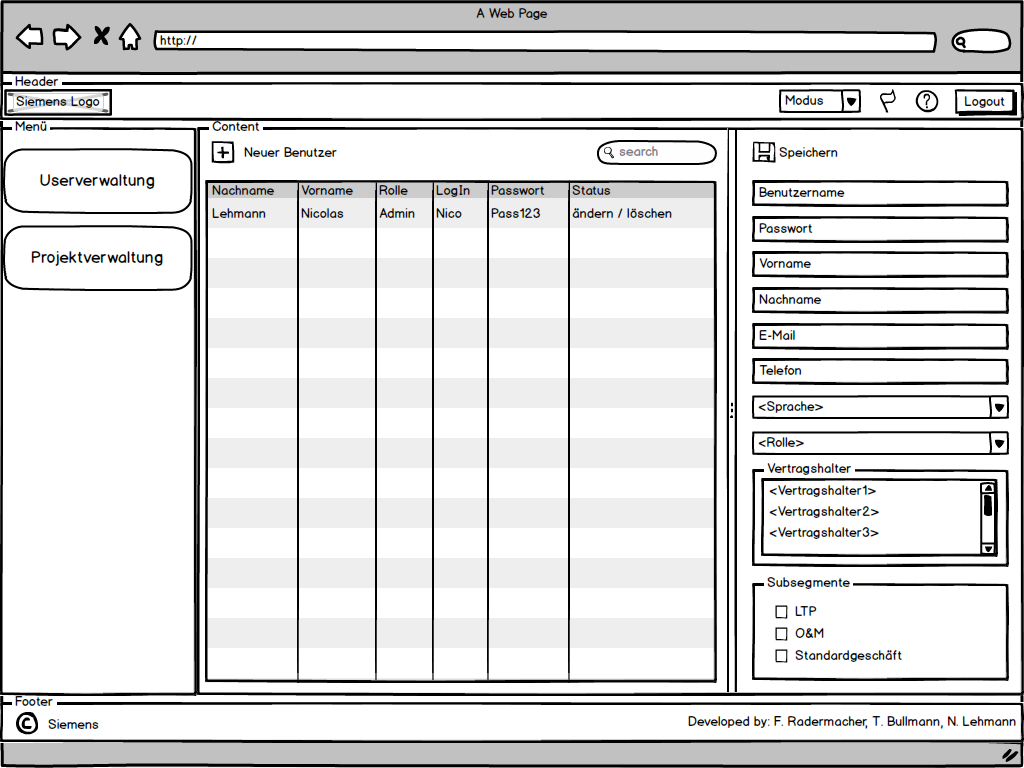 A Web Page
http://
Header
Siemens Logo
Modus
Logout
Menü
Userverwaltung
Projektverwaltung
Content
Neuer Benutzer
search
Nachname Vorname Rolle LogIn Passwort Status
Lehmann Nicolas Admin Nico Pass123 ändern / löschen
Speichern
Benutzername
Passwort
Vorname
Nachname
E-Mail
Telefon
<Sprache>
<Rolle>
Vertragshalter
<Vertragshalter1>
<Vertragshalter2>
<Vertragshalter3>
Subsegmente
LTP
O&M
Standardgeschäft
Footer
© Siemens
Developed by: F. Radermacher, T. Bullmann, N. Lehmann